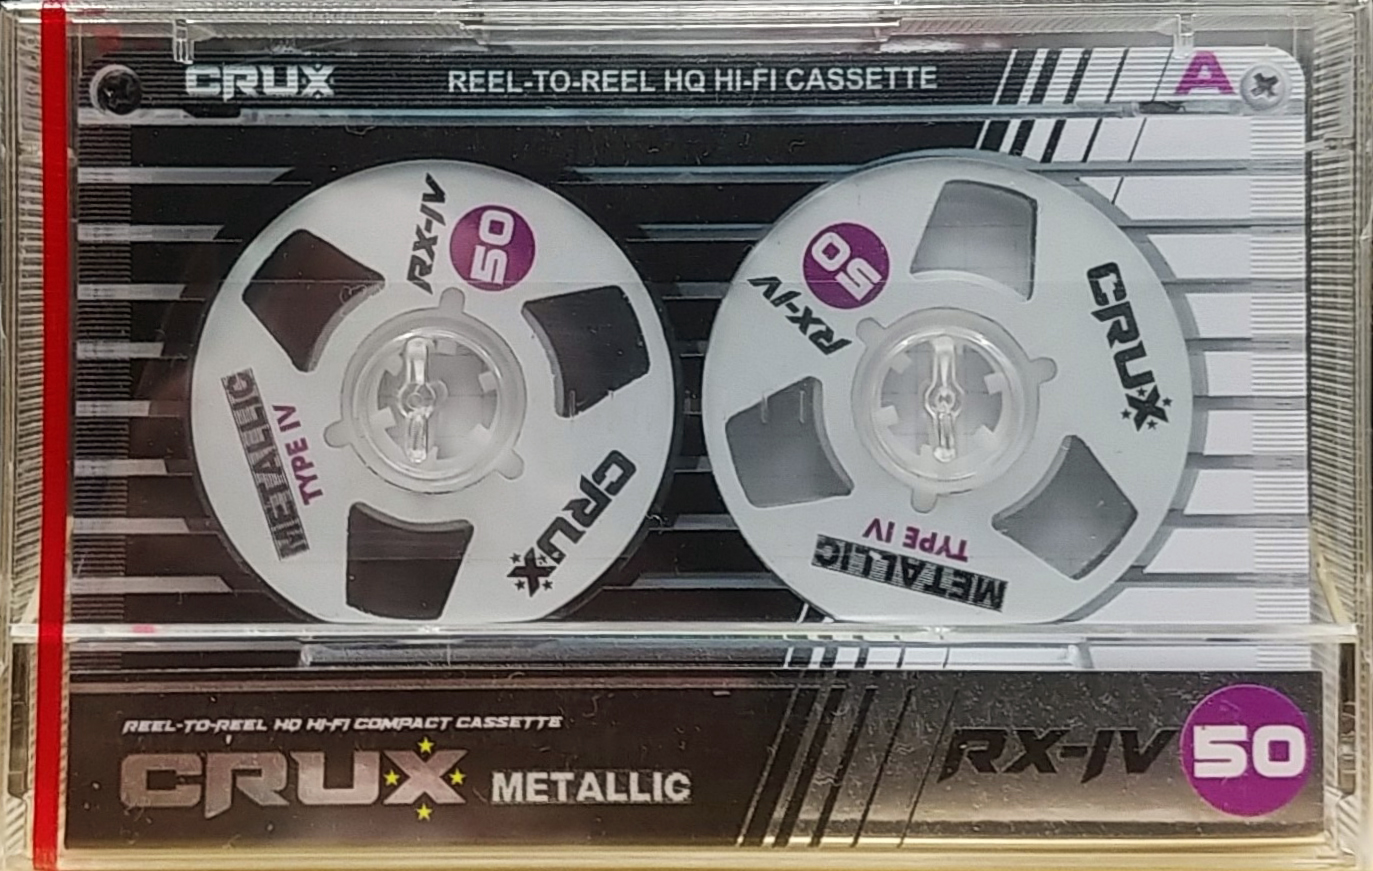 CRUX
REEL-TO-REEL HQ HI-FI CASSETTE
A
RX-IV
50
METALLIC
TYPE IV
CRUX
RX-IV
50
CRUX
METALLIC
TYPE IV
REEL-TO-REEL HQ HI-FI COMPACT CASSETTE
CRUX METALLIC
RX-IV 50